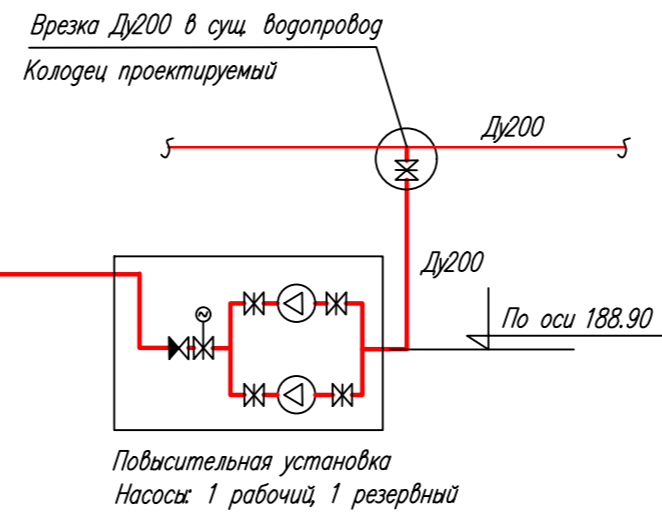 Врезка Ду200 в сущ. водопровод
Колодец проектируемый
Ду200
Ду200
По оси 188.90
Повысительная установка
Насосы: 1 рабочий, 1 резервный